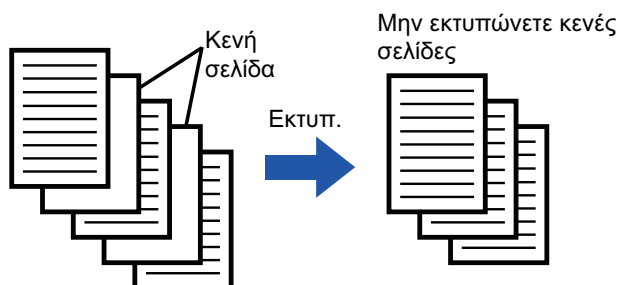 Κενή
σελίδα
Εκτυπ.
Μην εκτυπώνετε κενές
σελίδες